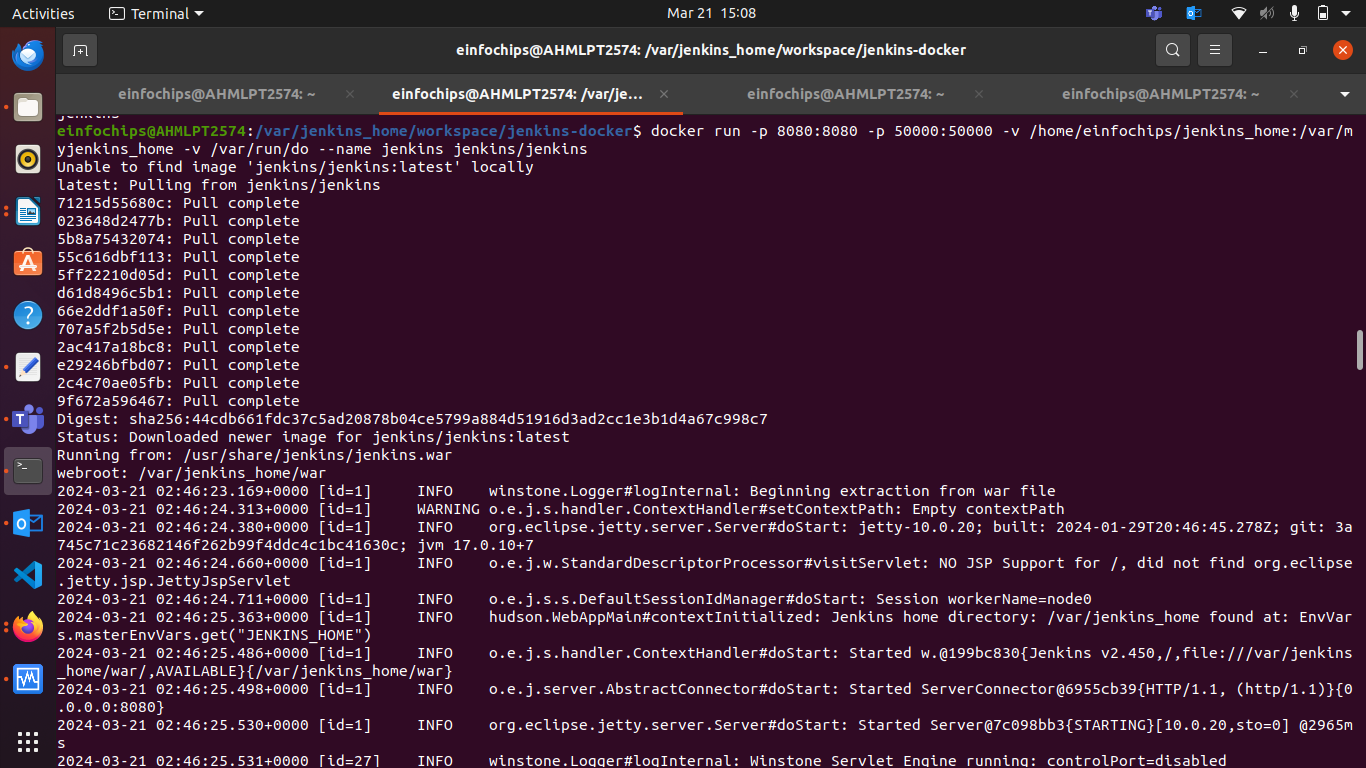 Activities
Terminal
Mar 21 15:08
einfochips@AHMLPT2574: /var/jenkins_home/workspace/jenkins-docker
einfochips@AHMLPT2574: ~
einfochips@AHMLPT2574: /var/je...
einfochips@AHMLPT2574: ~
einfochips@AHMLPT2574: ~
jenkins
einfochips@AHMLPT2574:/var/jenkins_home/workspace/jenkins-docker$ docker run -p 8080:8080 -p 50000:50000 -v /home/einfochips/jenkins_home:/var/m
yjenkins_home -v /var/run/do --name jenkins jenkins/jenkins
Unable to find image 'jenkins/jenkins:latest' locally
latest: Pulling from jenkins/jenkins
71215d55680c: Pull complete
023648d2477b: Pull complete
5b8a75432074: Pull complete
55c616dbf113: Pull complete
5ff22210d05d: Pull complete
d61d8496c5b1: Pull complete
66e2ddf1a50f: Pull complete
707a5f2b5d5e: Pull complete
2ac417a18bc8: Pull complete
e29246bfbd07: Pull complete
2c4c70ae05fb: Pull complete
9f672a596467: Pull complete
Digest: sha256:44cdb661fdc37c5ad20878b04ce5799a884d51916d3ad2cc1e3b1d4a67c998c7
Status: Downloaded newer image for jenkins/jenkins:latest
Running from: /usr/share/jenkins/jenkins.war
webroot: /var/jenkins_home/war
2024-03-21 02:46:23.169+0000 [id=1] INFO winstone.Logger#logInternal: Beginning extraction from war file
2024-03-21 02:46:24.313+0000 [id=1] WARNING o.e.j.s.handler.ContextHandler#setContextPath: Empty contextPath
2024-03-21 02:46:24.380+0000 [id=1] INFO org.eclipse.jetty.server.Server#doStart: jetty-10.0.20; built: 2024-01-29T20:46:45.278Z; git: 3a
745c71c23682146f262b99f4ddc4c1bc41630c; jvm 17.0.10+7
2024-03-21 02:46:24.660+0000 [id=1] INFO o.e.j.w.StandardDescriptorProcessor#visitServlet: NO JSP Support for /, did not find org.eclipse
.jetty.jsp.JettyJspServlet
2024-03-21 02:46:24.711+0000 [id=1] INFO o.e.j.s.s.DefaultSessionIdManager#doStart: Session workerName=node0
2024-03-21 02:46:25.363+0000 [id=1] INFO hudson.WebAppMain#contextInitialized: Jenkins home directory: /var/jenkins_home found at: EnvVar
s.masterEnvVars.get("JENKINS_HOME")
2024-03-21 02:46:25.486+0000 [id=1] INFO o.e.j.s.handler.ContextHandler#doStart: Started w.@199bc830{Jenkins v2.450,/,file:///var/jenkins
_home/war/,AVAILABLE}{/var/jenkins_home/war}
2024-03-21 02:46:25.498+0000 [id=1] INFO o.e.j.server.AbstractConnector#doStart: Started ServerConnector@6955cb39{HTTP/1.1, (http/1.1)}{0
.0.0.0:8080}
2024-03-21 02:46:25.530+0000 [id=1] INFO org.eclipse.jetty.server.Server#doStart: Started Server@7c098bb3{STARTING}[10.0.20,sto=0] @2965m
s
2024-03-21 02:46:25.531+0000 [id=27] INFO winstone.Logger#logInternal: Winstone Servlet Engine running: controlPort=disabled